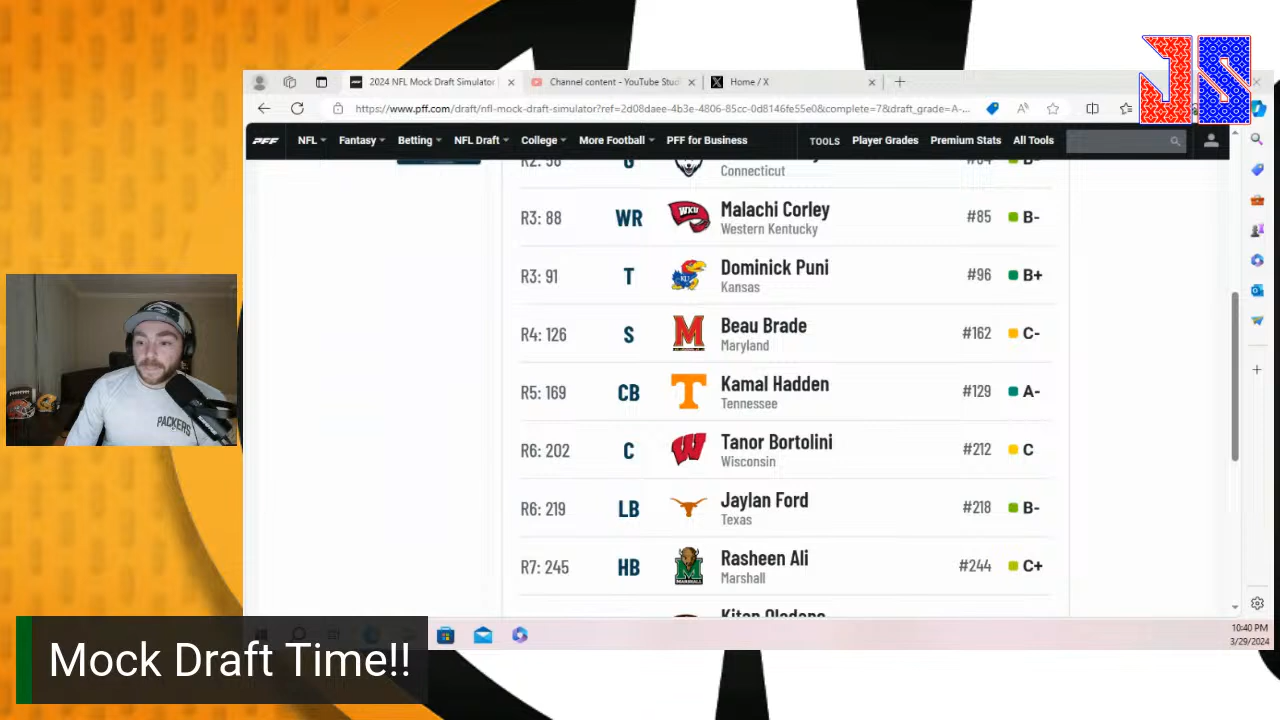 JS
2024 NFL Mock Draft Simulator
Channel content - YouTube Stud
Home / X
https://www.pff.com/draft/nfl-mock-draft-simulator?ref=2d08daee-4b3e-4806-85cc-0d8146fe55e0&complete=7&draft_grade=A-...
PFF NFL Fantasy Betting NFL Draft College More Football PFF for Business TOOLS Player Grades Premium Stats All Tools
Connecticut
R3: 88 WR WKU Malachi Corley #85 B-
Western Kentucky
R3: 91 T KU Dominick Puni #96 B+
Kansas
R4: 126 S M Beau Brade #162 C-
Maryland
R5: 169 CB T Kamal Hadden #129 A-
Tennessee
R6: 202 C W Tanor Bortolini #212 C
Wisconsin
R6: 219 LB Jaylan Ford #218 B-
Texas
R7: 245 HB M MARSHALL Rasheen Ali #244 C+
Marshall
PACKERS
10:40 PM
3/29/2024
Mock Draft Time!!